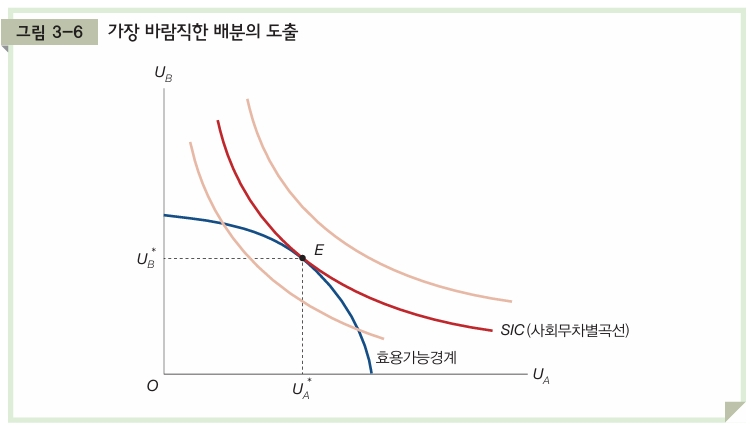 그림 3-6 가장 바람직한 배분의 도출
U_B
E
U_B*
SIC(사회무차별곡선)
효용가능경계
O
U_A*
U_A